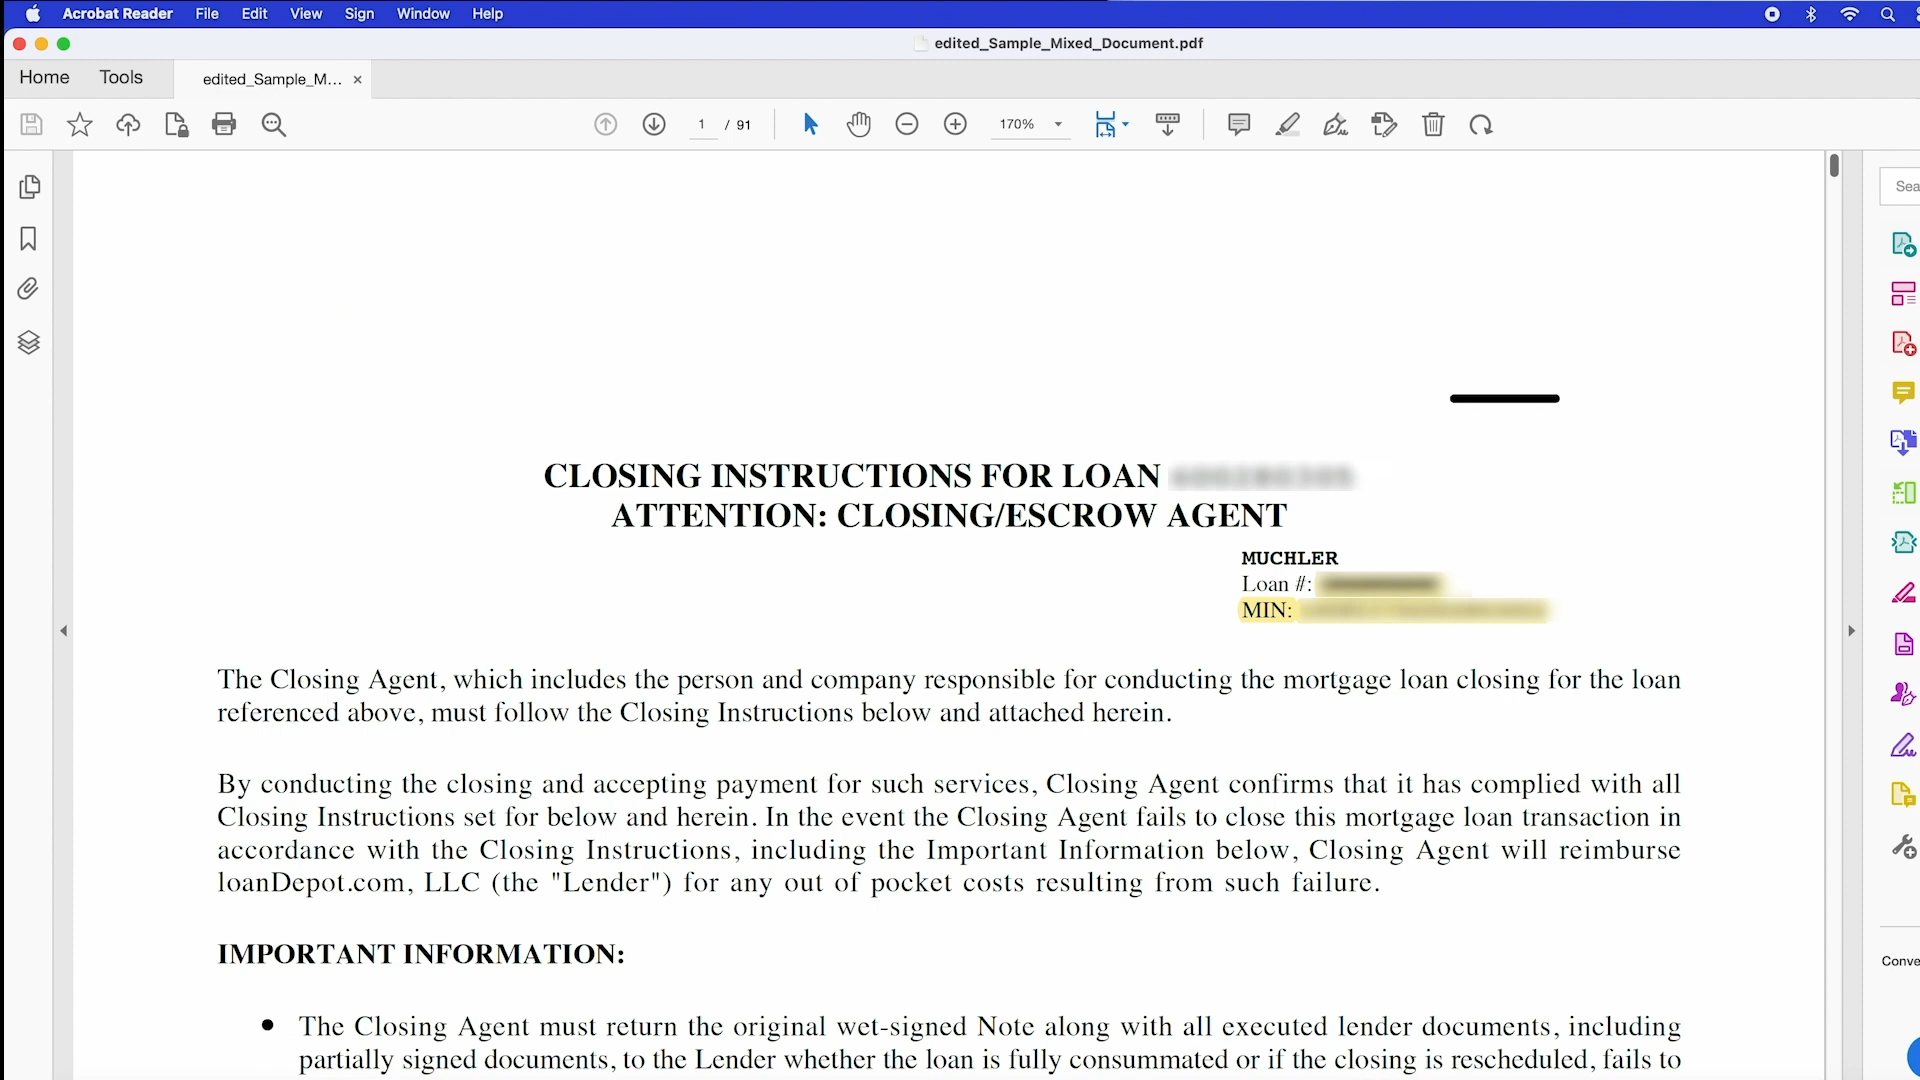 Acrobat Reader File Edit View Sign Window Help
edited_Sample_Mixed_Document.pdf
Home Tools edited_Sample_M... ×
1 / 91 170%
Sea
CLOSING INSTRUCTIONS FOR LOAN
ATTENTION: CLOSING/ESCROW AGENT
MUCHLER
Loan #:
MIN:
The Closing Agent, which includes the person and company responsible for conducting the mortgage loan closing for the loan
referenced above, must follow the Closing Instructions below and attached herein.
By conducting the closing and accepting payment for such services, Closing Agent confirms that it has complied with all
Closing Instructions set for below and herein. In the event the Closing Agent fails to close this mortgage loan transaction in
accordance with the Closing Instructions, including the Important Information below, Closing Agent will reimburse
loanDepot.com, LLC (the "Lender") for any out of pocket costs resulting from such failure.
IMPORTANT INFORMATION:
Conve
● The Closing Agent must return the original wet-signed Note along with all executed lender documents, including
partially signed documents, to the Lender whether the loan is fully consummated or if the closing is rescheduled, fails to